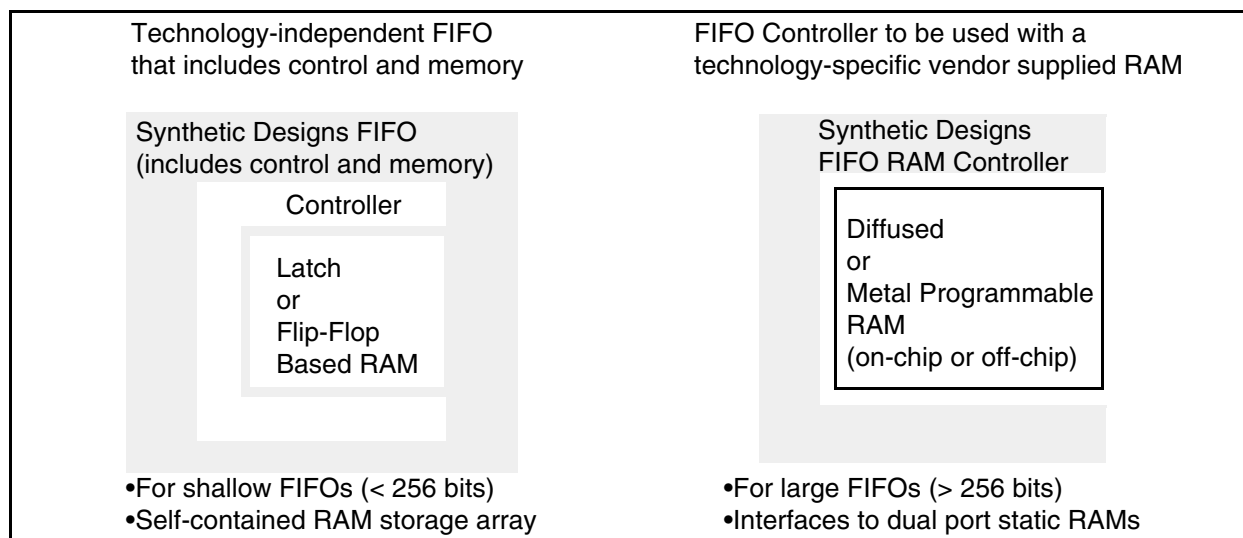 Technology-independent FIFO
that includes control and memory
Synthetic Designs FIFO
(includes control and memory)
Controller
Latch
or
Flip-Flop
Based RAM
•For shallow FIFOs (< 256 bits)
•Self-contained RAM storage array
FIFO Controller to be used with a
technology-specific vendor supplied RAM
Synthetic Designs
FIFO RAM Controller
Diffused
or
Metal Programmable
RAM
(on-chip or off-chip)
•For large FIFOs (> 256 bits)
•Interfaces to dual port static RAMs